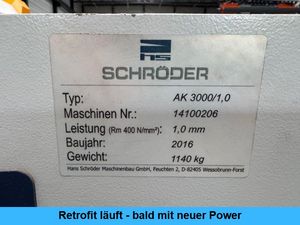 HS
SCHRÖDER
Typ: AK 3000/1,0
Maschinen Nr.: 14100206
Leistung (Rm 400 N/mm²) 1,0 mm
Baujahr: 2016
Gewicht: 1140 kg
Hans Schröder Maschinenbau GmbH, Feuchten 2, D-82405 Wessobrunn-Forst
Retrofit läuft - bald mit neuer Power